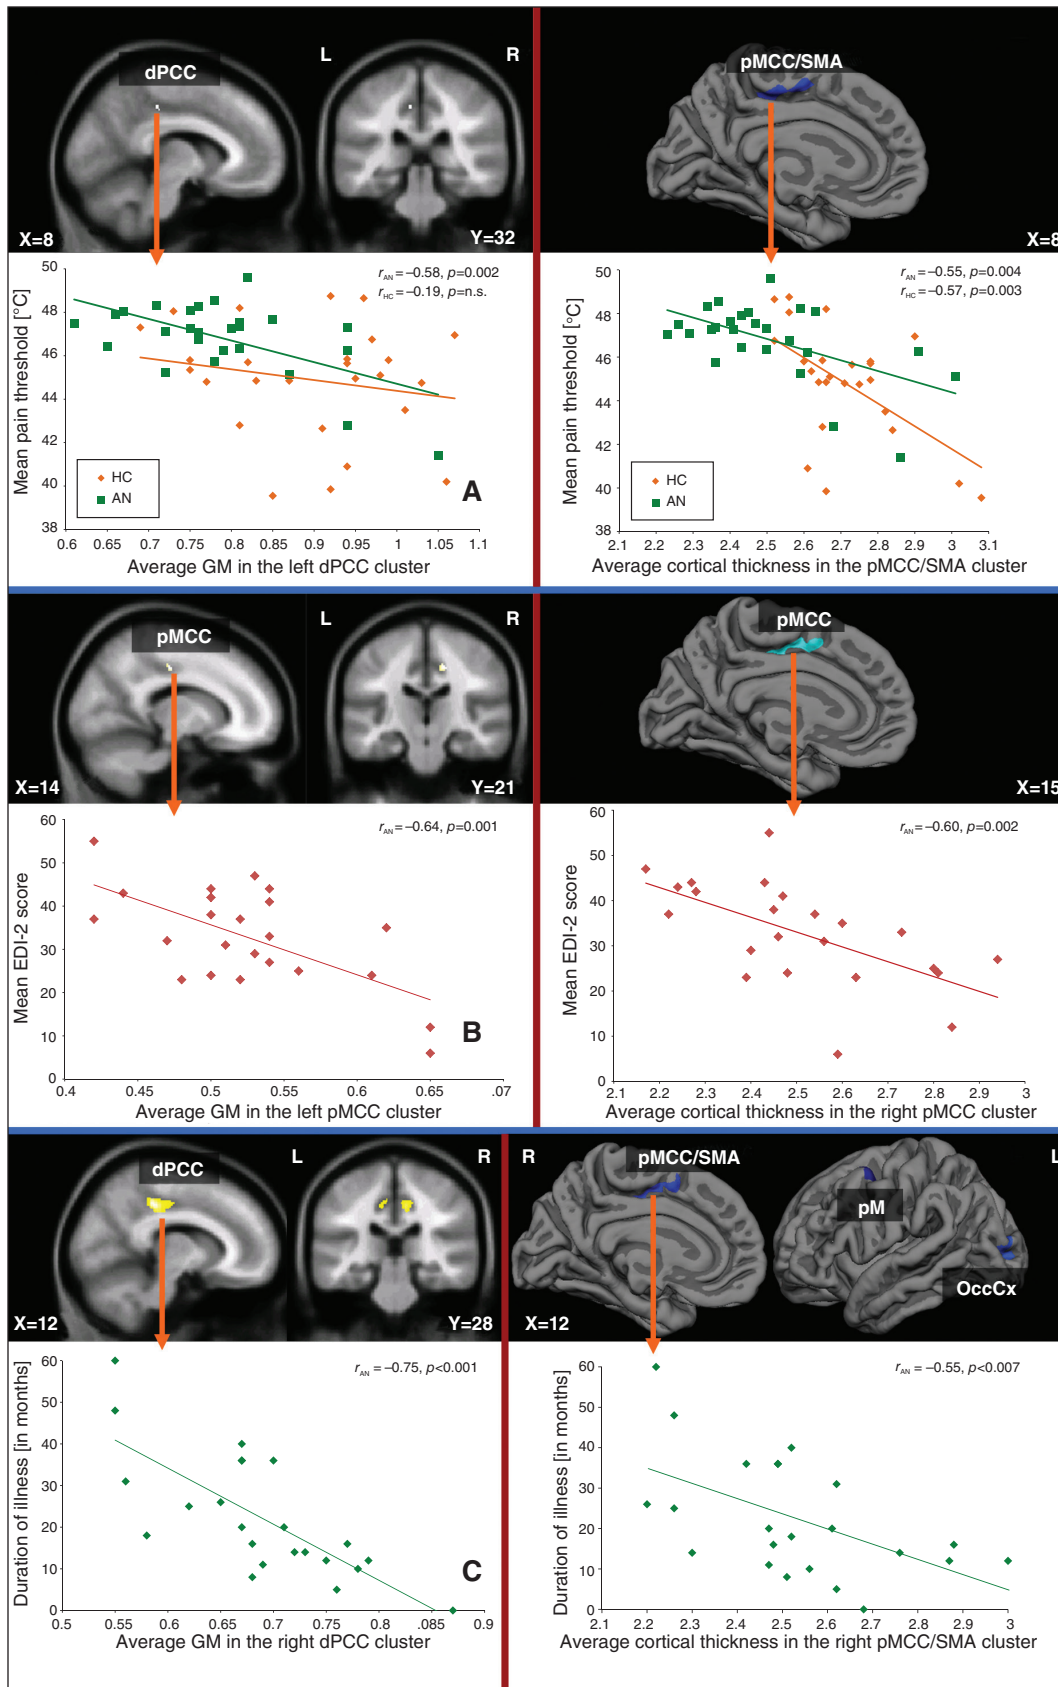 dPCC
L
R
X=8
Y=32
pMCC/SMA
X=8
Mean pain threshold [°C]
50
48
46
44
42
40
38
r AN = –0.58, p=0.002
r HC = –0.19, p=n.s.
HC
AN
A
0.6 0.65 0.7 0.75 0.8 0.85 0.9 0.95 1 1.05 1.1
Average GM in the left dPCC cluster
Mean pain threshold [°C]
50
48
46
44
42
40
38
r AN = –0.55, p=0.004
r HC = –0.57, p=0.003
HC
AN
2.1 2.2 2.3 2.4 2.5 2.6 2.7 2.8 2.9 3 3.1
Average cortical thickness in the pMCC/SMA cluster
pMCC
L
R
X=14
Y=21
pMCC
X=15
Mean EDI-2 score
60
50
40
30
20
10
0
r AN = –0.64, p=0.001
B
0.4 0.45 0.5 0.55 0.6 0.65 .07
Average GM in the left pMCC cluster
Mean EDI-2 score
60
50
40
30
20
10
0
r AN = –0.60, p=0.002
2.1 2.2 2.3 2.4 2.5 2.6 2.7 2.8 2.9 3
Average cortical thickness in the right pMCC cluster
dPCC
L
R
X=12
Y=28
R
pMCC/SMA
L
pM
OccCx
X=12
Duration of illness [in months]
60
50
40
30
20
10
0
r AN = –0.75, p<0.001
C
0.5 0.55 0.6 0.65 0.7 0.75 0.8 .085 0.9
Average GM in the right dPCC cluster
Duration of illness [in months]
60
50
40
30
20
10
0
r AN = –0.55, p<0.007
2.1 2.2 2.3 2.4 2.5 2.6 2.7 2.8 2.9 3
Average cortical thickness in the right pMCC/SMA cluster